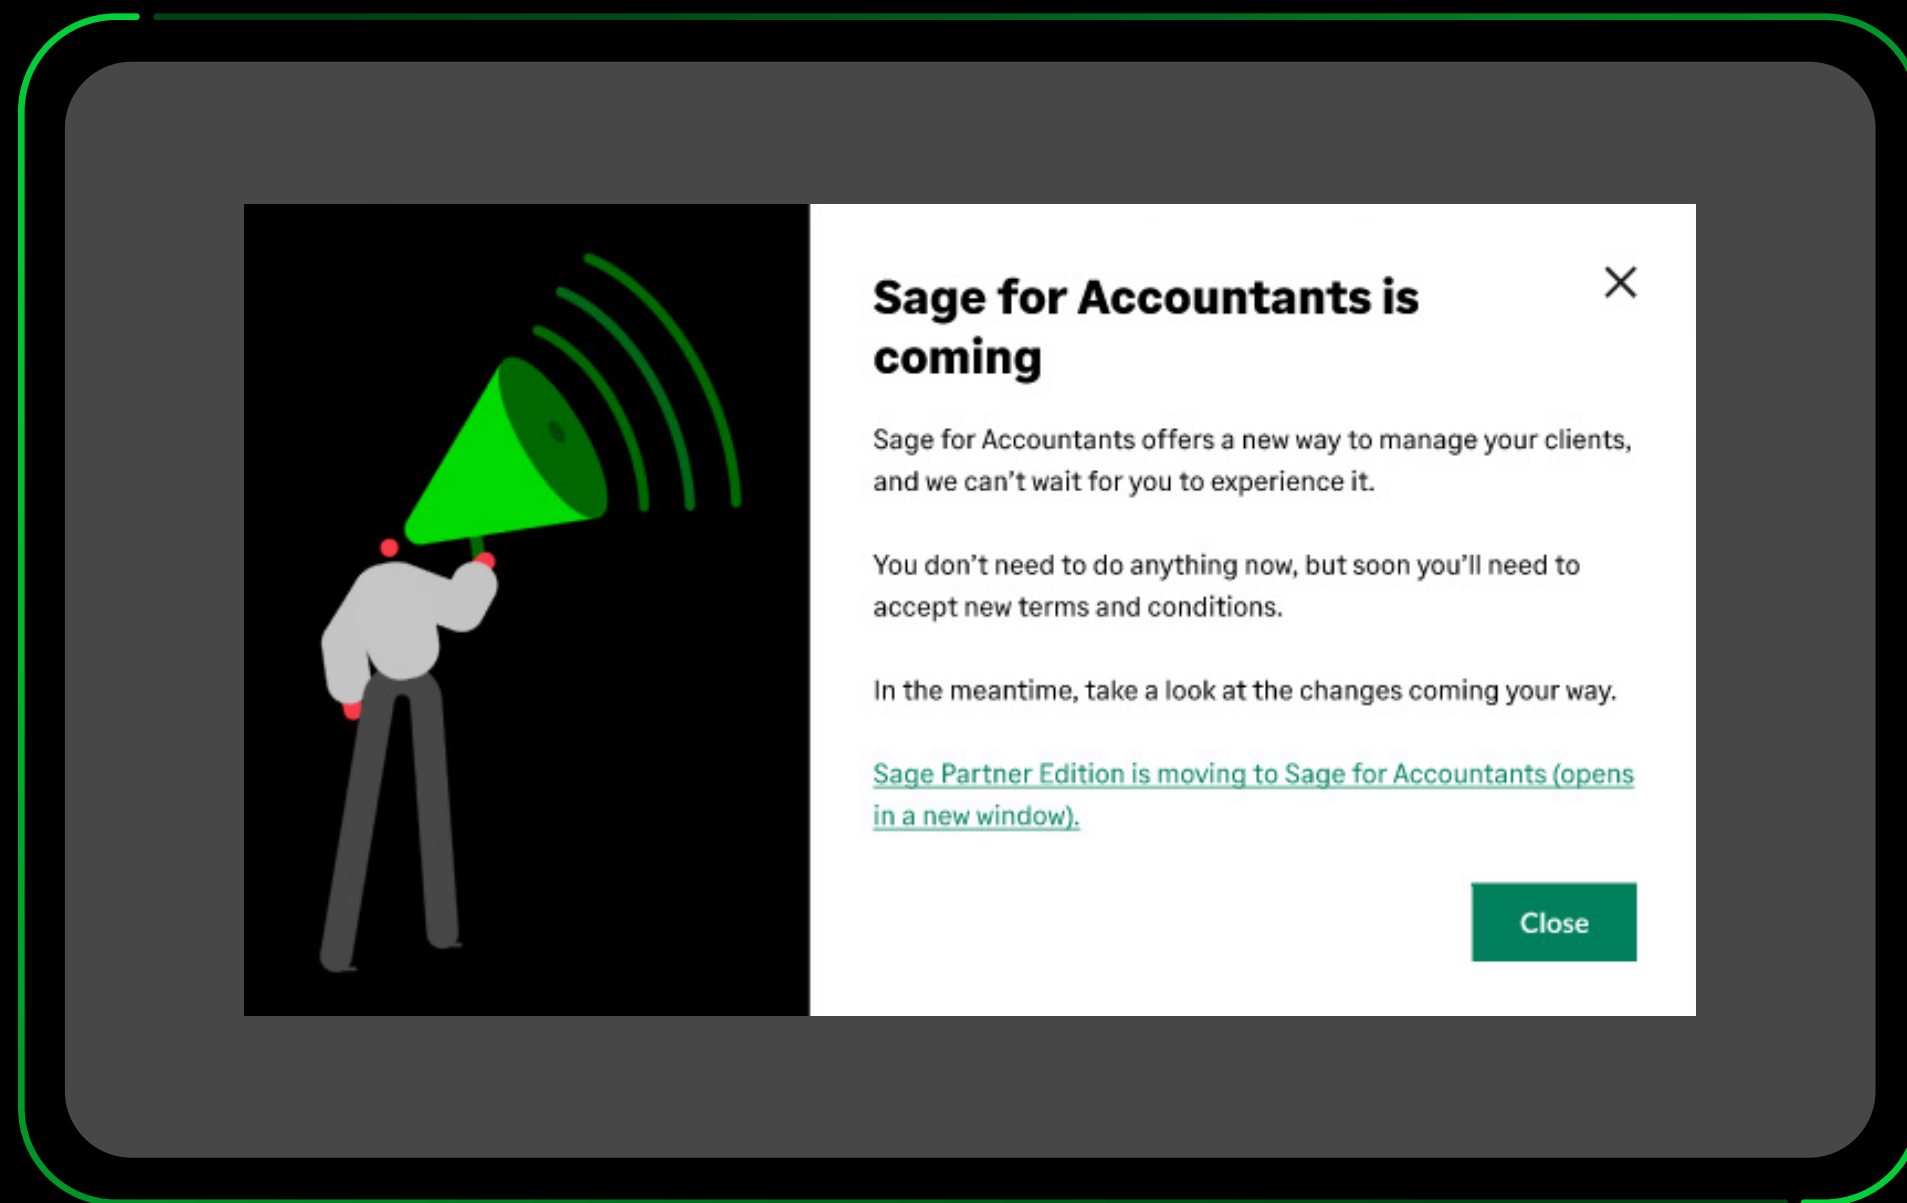 Sage for Accountants is
coming
Sage for Accountants offers a new way to manage your clients,
and we can’t wait for you to experience it.
You don’t need to do anything now, but soon you’ll need to
accept new terms and conditions.
In the meantime, take a look at the changes coming your way.
Sage Partner Edition is moving to Sage for Accountants (opens
in a new window).
Close